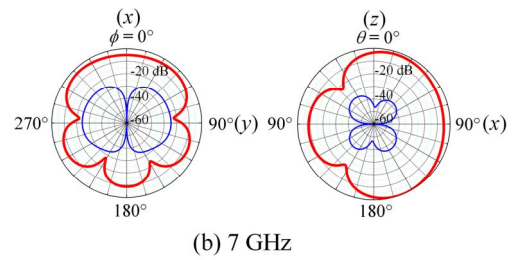 (x)
ϕ = 0°
-20 dB
-40
-60
270°
90°(y)
180°
(z)
θ = 0°
-20 dB
-40
-60
90°
90°(x)
180°
(b) 7 GHz